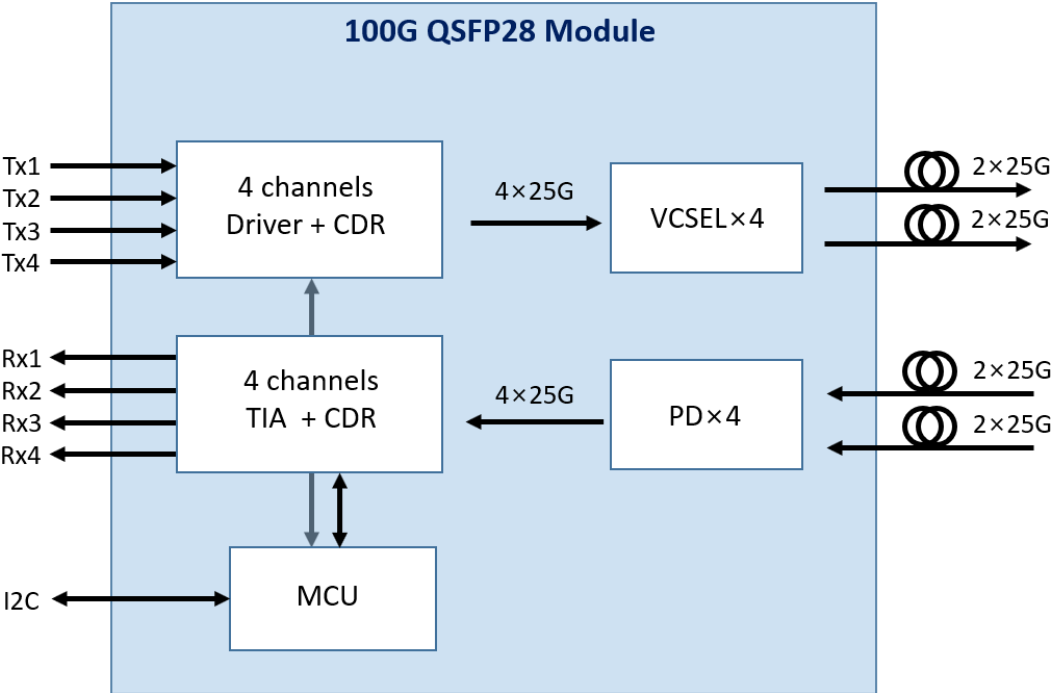 100G QSFP28 Module
Tx1
Tx2
Tx3
Tx4
4 channels
Driver + CDR
4×25G
VCSEL×4
2×25G
2×25G
Rx1
Rx2
Rx3
Rx4
4 channels
TIA + CDR
4×25G
PD×4
2×25G
2×25G
I2C
MCU